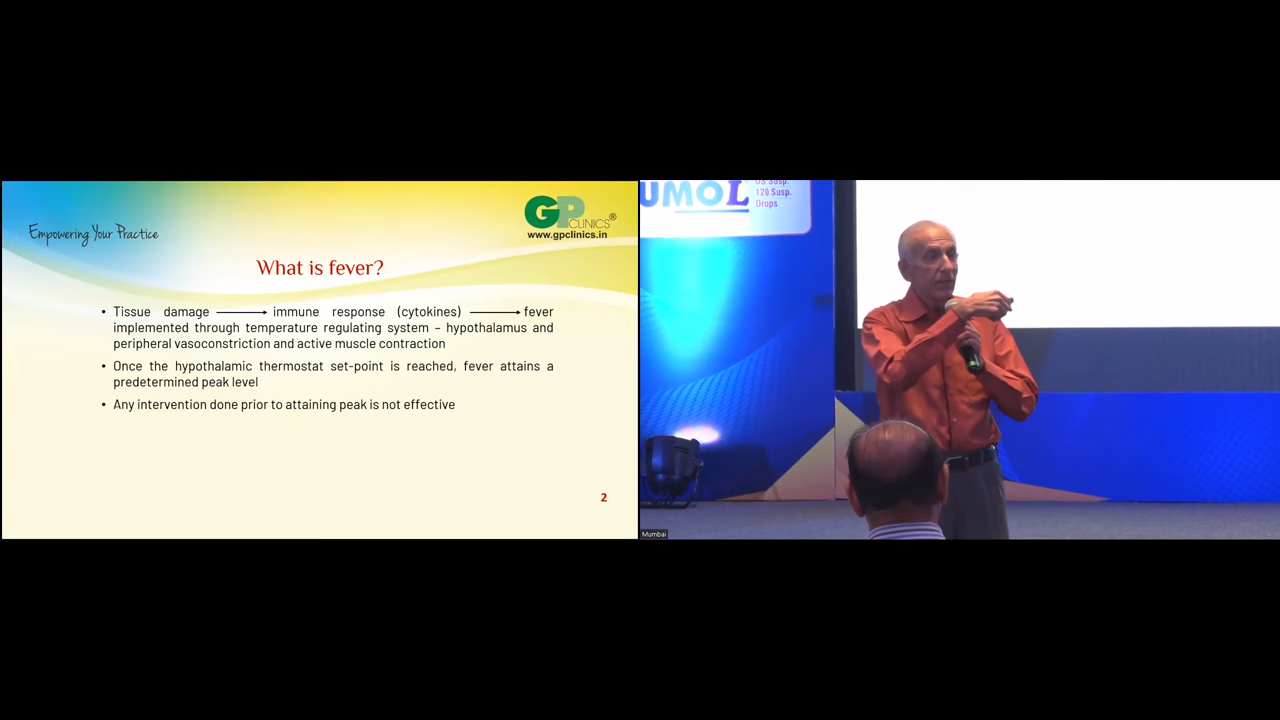 Empowering Your Practice
GP
CLINICS®
www.gpclinics.in
What is fever?
• Tissue damage ⟶ immune response (cytokines) ⟶ fever
implemented through temperature regulating system – hypothalamus and
peripheral vasoconstriction and active muscle contraction
• Once the hypothalamic thermostat set-point is reached, fever attains a
predetermined peak level
• Any intervention done prior to attaining peak is not effective
2
UMOL
DS Susp.
120 Susp.
Drops
Mumbai